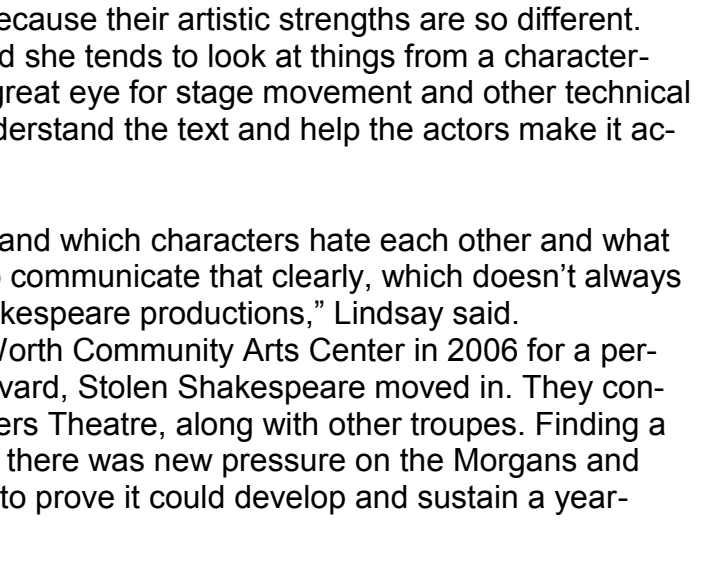 ecause their artistic strengths are so different.
d she tends to look at things from a character-
great eye for stage movement and other technical
derstand the text and help the actors make it ac-
and which characters hate each other and what
communicate that clearly, which doesn’t always
kespeare productions,” Lindsay said.
Worth Community Arts Center in 2006 for a per-
vard, Stolen Shakespeare moved in. They con-
ers Theatre, along with other troupes. Finding a
there was new pressure on the Morgans and
to prove it could develop and sustain a year-